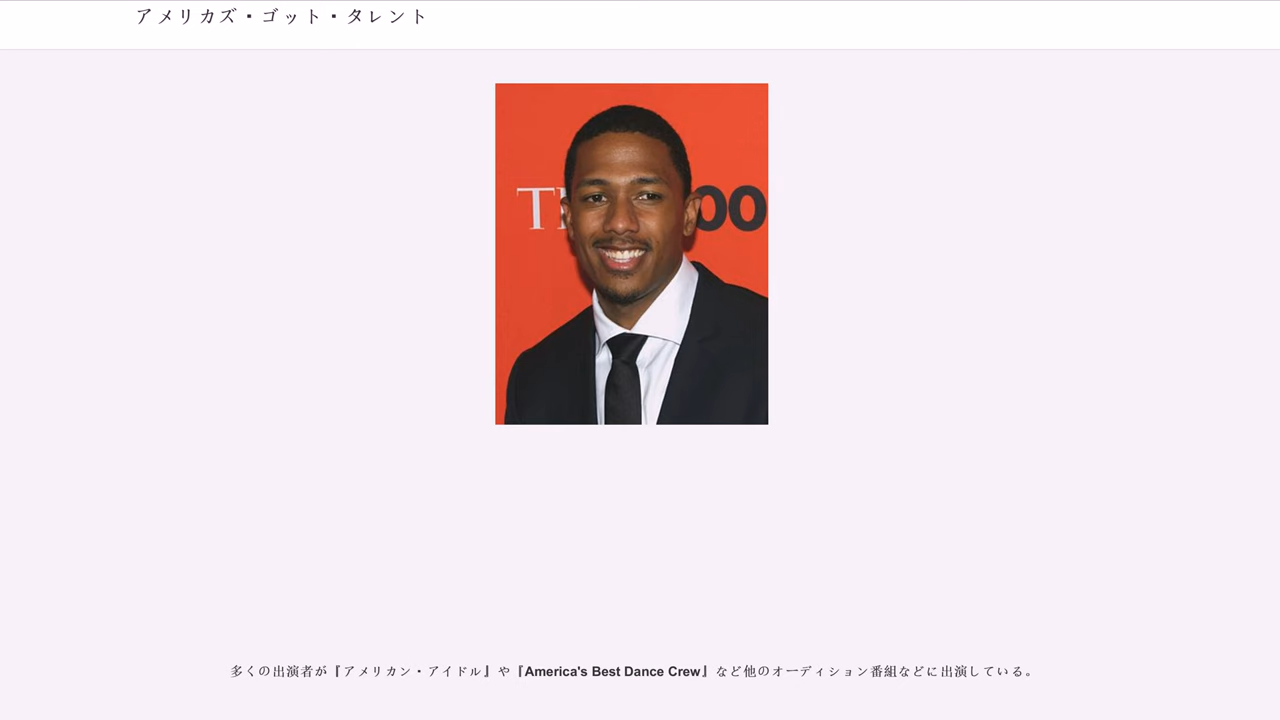 アメリカズ・ゴット・タレント
100
多くの出演者が『アメリカン・アイドル』や『America's Best Dance Crew』など他のオーディション番組などに出演している。